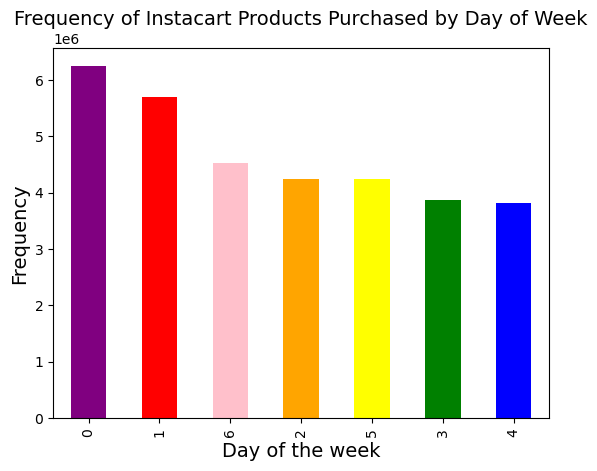 Frequency of Instacart Products Purchased by Day of Week
1e6
6
5
4
3
2
1
0
Frequency
0 1 6 2 5 3 4
Day of the week